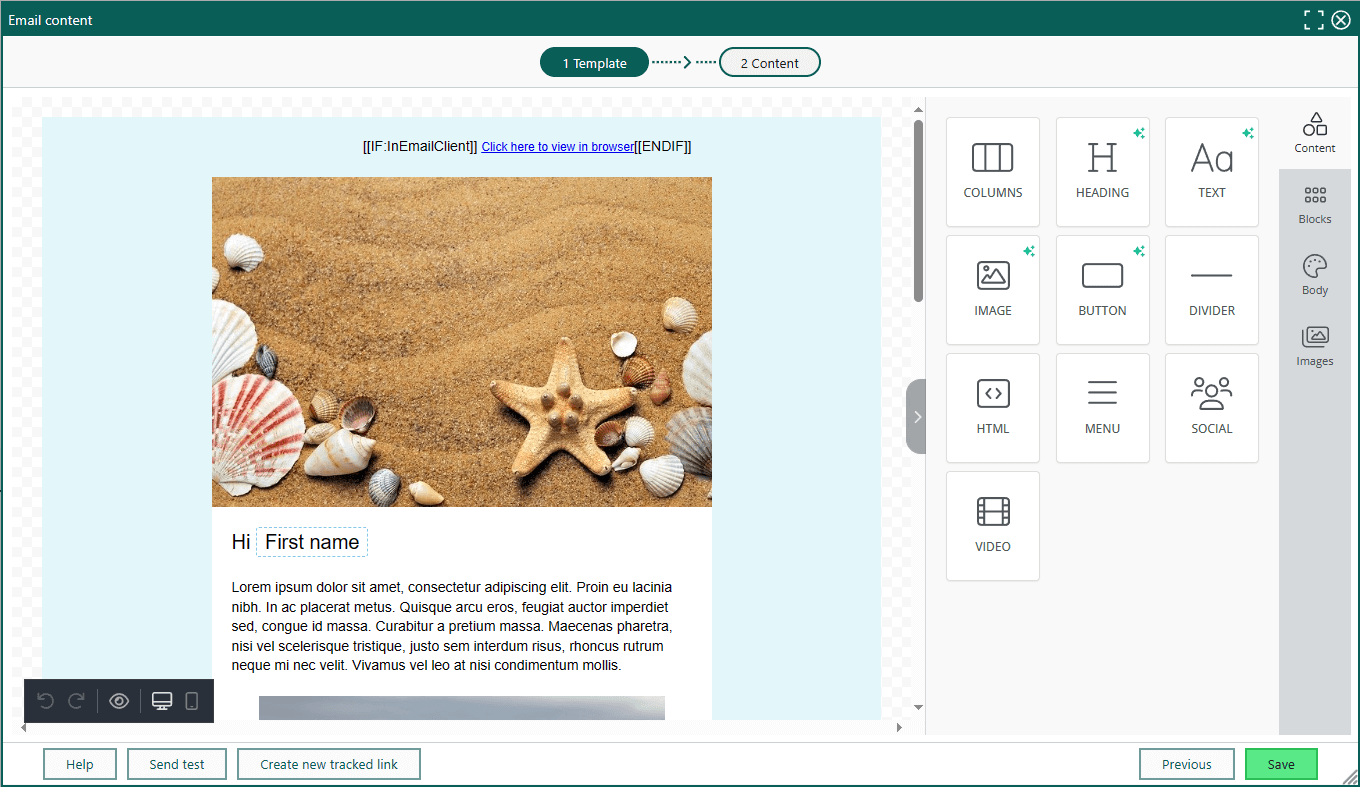 Email content
1 Template
2 Content
[[IF:InEmailClient]] Click here to view in browser[[ENDIF]]
Hi First name
Lorem ipsum dolor sit amet, consectetur adipiscing elit. Proin eu lacinia
nibh. In ac placerat metus. Quisque arcu eros, feugiat auctor imperdiet
sed, congue id massa. Curabitur a pretium massa. Maecenas pharetra,
nisi vel scelerisque tristique, justo sem interdum risus, rhoncus rutrum
neque mi nec velit. Vivamus vel leo at nisi condimentum mollis.
COLUMNS
HEADING
TEXT
IMAGE
BUTTON
DIVIDER
HTML
MENU
SOCIAL
VIDEO
Content
Blocks
Body
Images
Help
Send test
Create new tracked link
Previous
Save